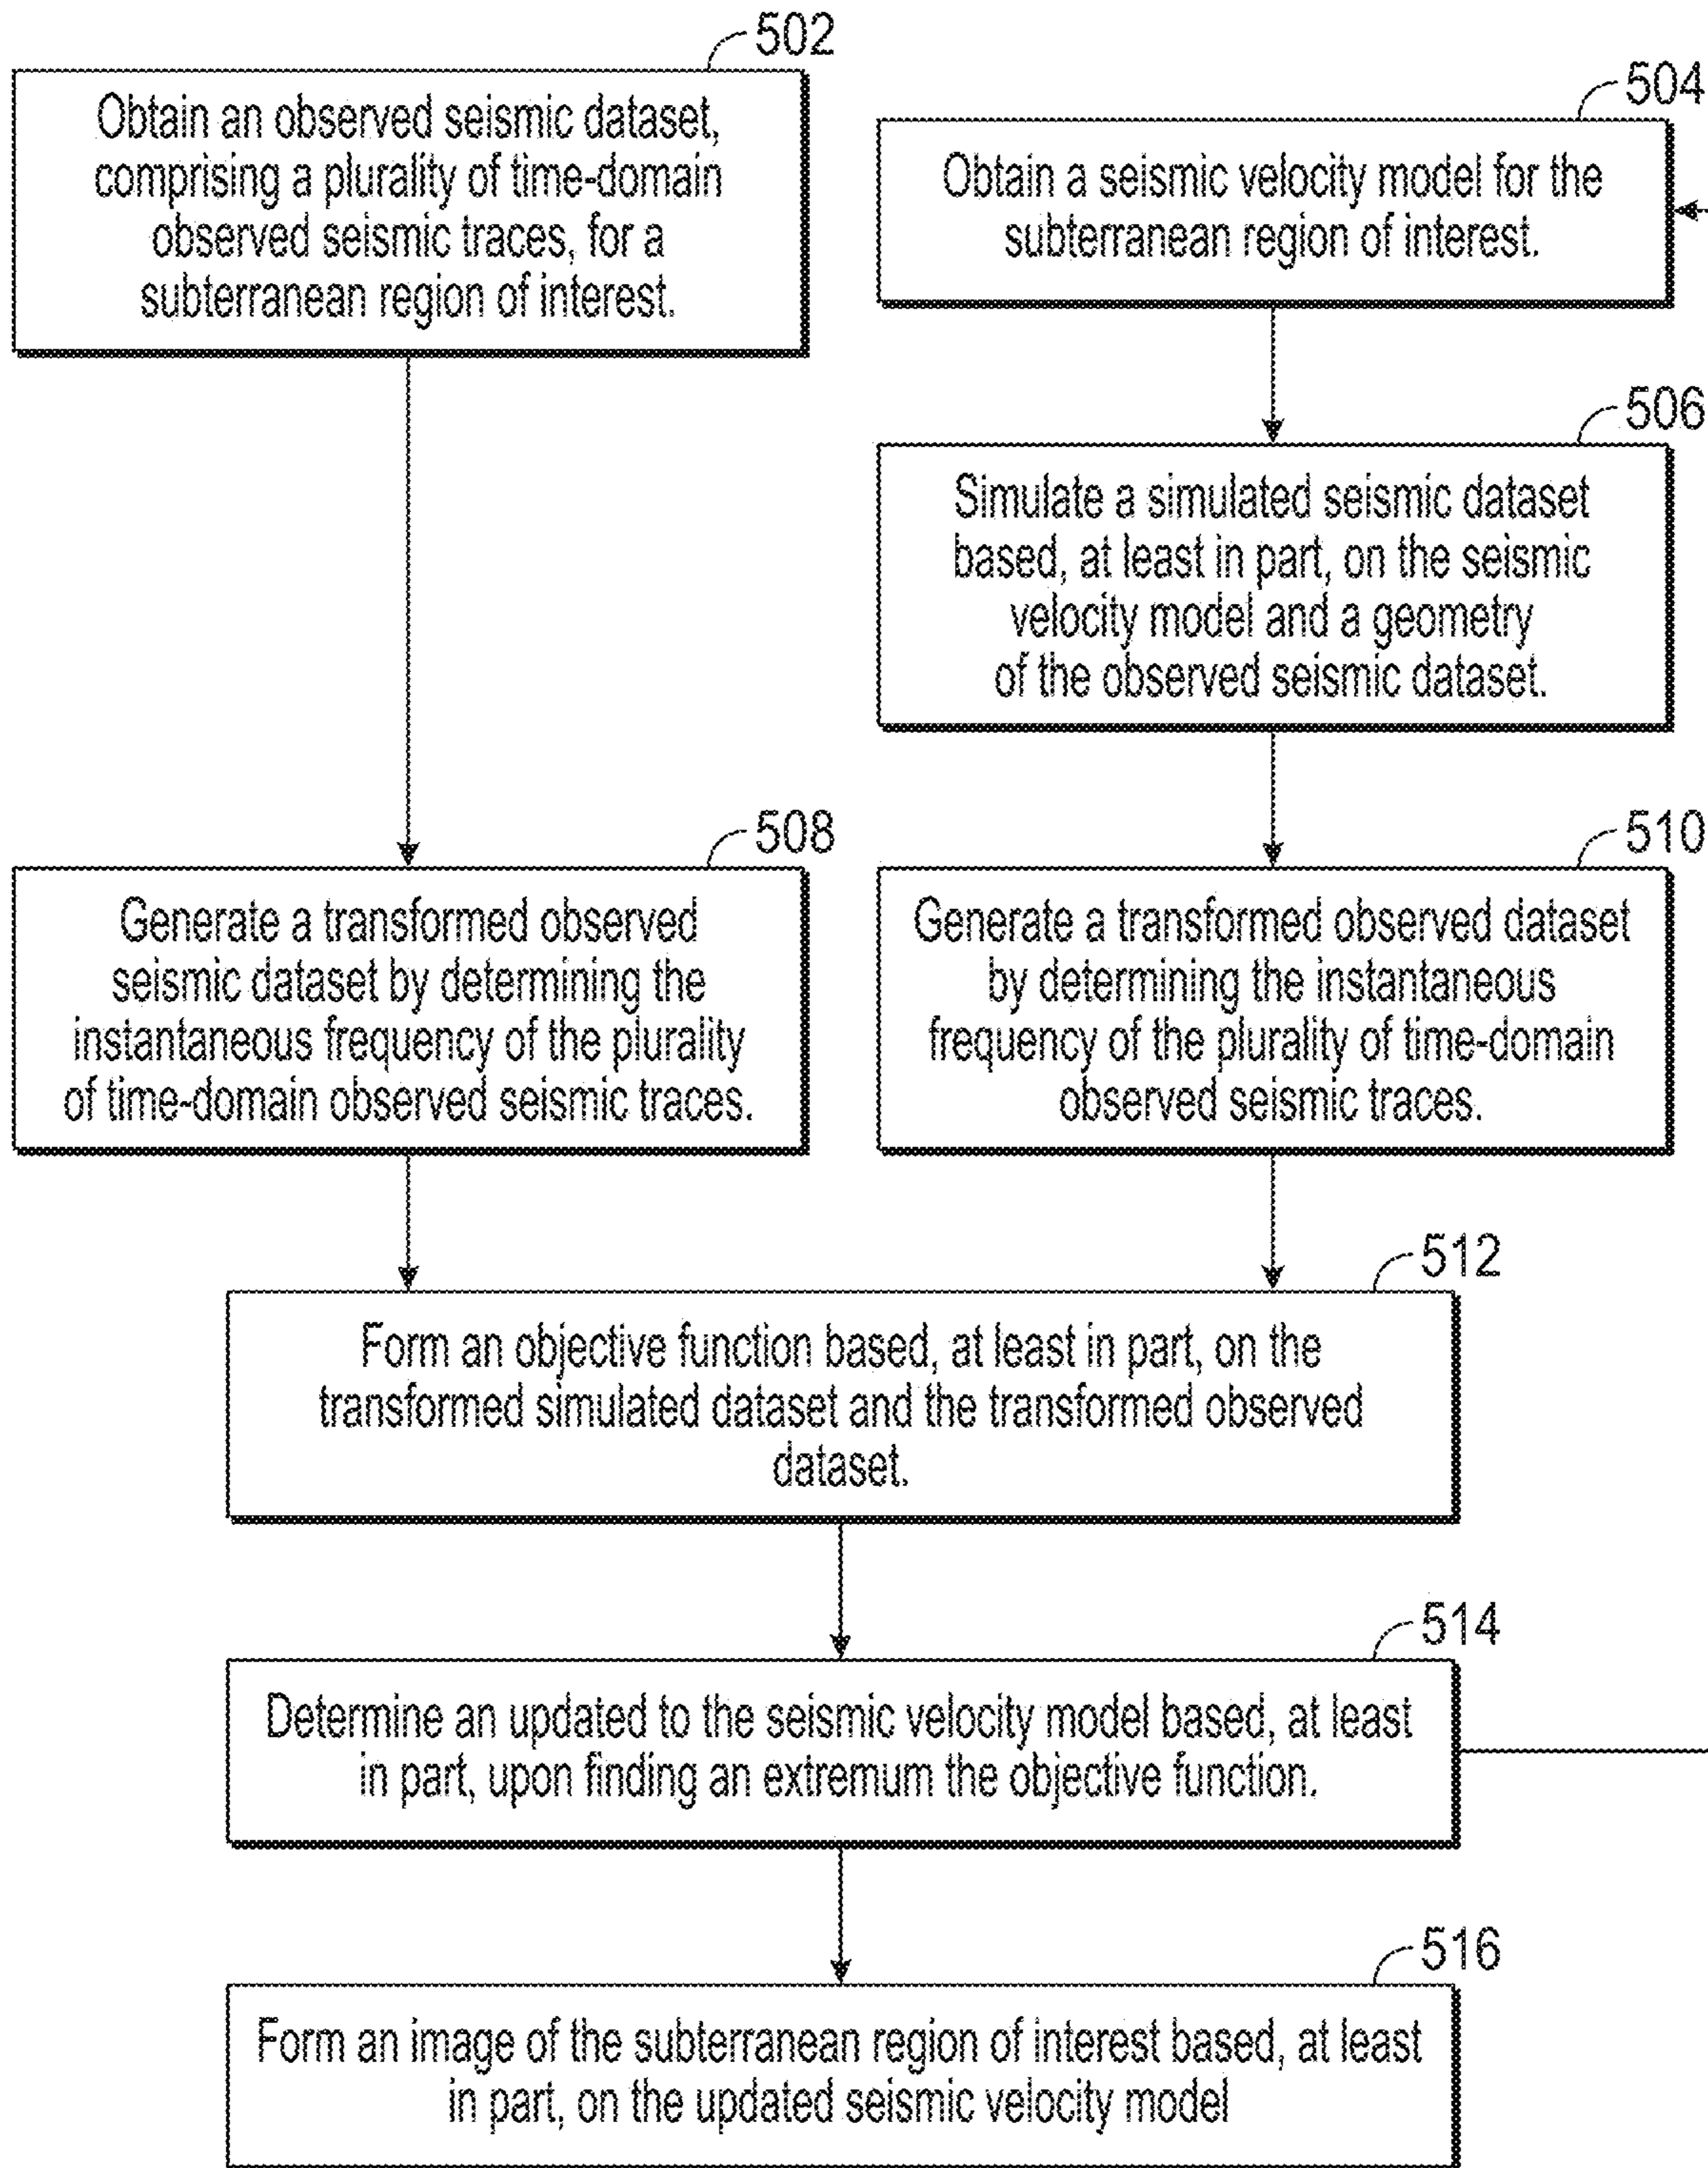 502
Obtain an observed seismic dataset,
comprising a plurality of time-domain
observed seismic traces, for a
subterranean region of interest.
504
Obtain a seismic velocity model for the
subterranean region of interest.
506
Simulate a simulated seismic dataset
based, at least in part, on the seismic
velocity model and a geometry
of the observed seismic dataset.
508
Generate a transformed observed
seismic dataset by determining the
instantaneous frequency of the plurality
of time-domain observed seismic traces.
510
Generate a transformed observed dataset
by determining the instantaneous
frequency of the plurality of time-domain
observed seismic traces.
512
Form an objective function based, at least in part, on the
transformed simulated dataset and the transformed observed
dataset.
514
Determine an updated to the seismic velocity model based, at least
in part, upon finding an extremum the objective function.
516
Form an image of the subterranean region of interest based, at least
in part, on the updated seismic velocity model